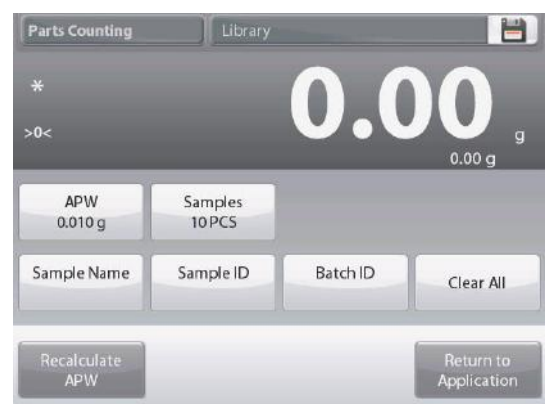 Parts Counting
Library
*
0.00
>0<
g
0.00 g
APW
0.010 g
Samples
10 PCS
Sample Name
Sample ID
Batch ID
Clear All
Recalculate
APW
Return to
Application